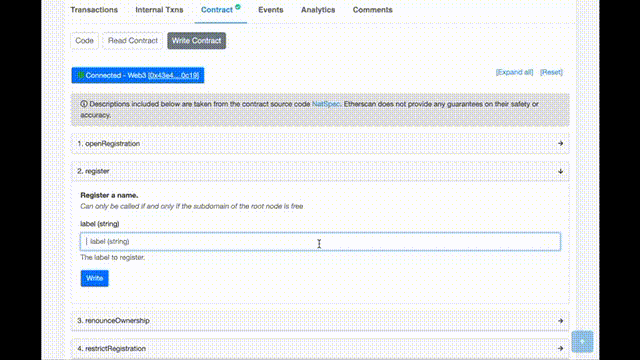 Transactions Internal Txns Contract Events Analytics Comments
Code Read Contract Write Contract
Connected - Web3 [0x43e4...0c19] [Expand all] [Reset]
Descriptions included below are taken from the contract source code NatSpec. Etherscan does not provide any guarantees on their safety or
accuracy.
1. openRegistration
2. register
Register a name.
Can only be called if and only if the subdomain of the root node is free
label (string)
label (string)
The label to register.
Write
3. renounceOwnership
4. restrictRegistration